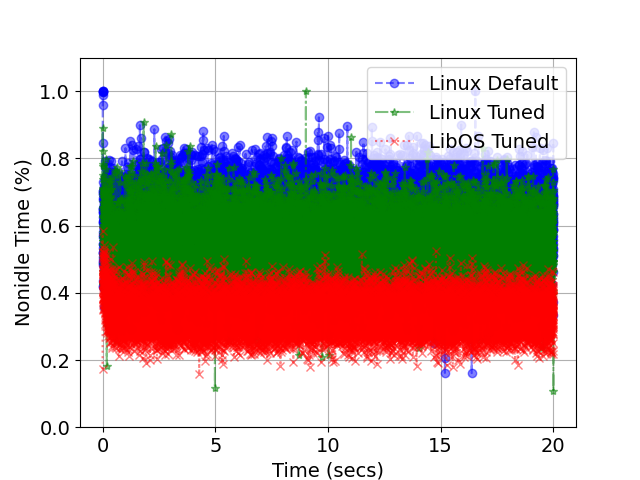 Linux Default
Linux Tuned
LibOS Tuned
1.0
0.8
0.6
0.4
0.2
0.0
Nonidle Time (%)
0 5 10 15 20
Time (secs)